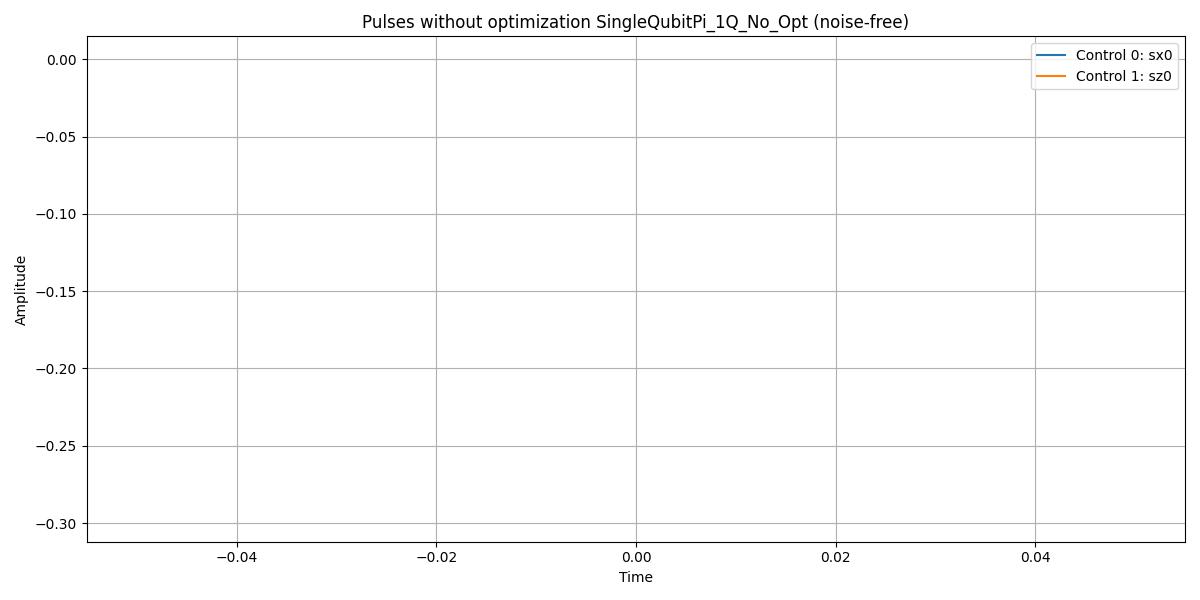 Pulses without optimization SingleQubitPi_1Q_No_Opt (noise-free)
Control 0: sx0
Control 1: sz0
Amplitude
0.00
−0.05
−0.10
−0.15
−0.20
−0.25
−0.30
−0.04
−0.02
0.00
0.02
0.04
Time